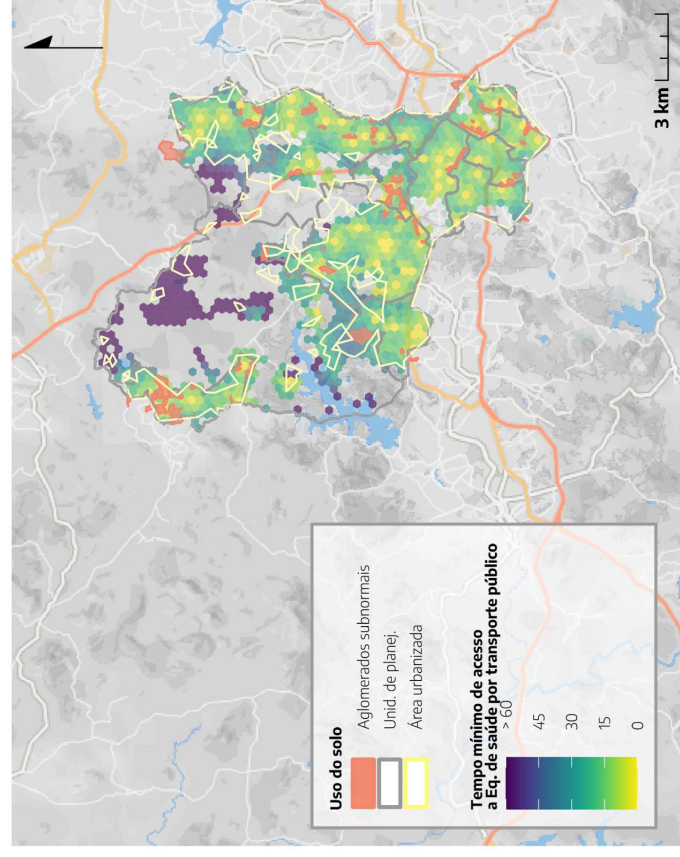 3 km
Uso do solo
Aglomerados subnormais
Unid. de planej.
Área urbanizada
Tempo mínimo de acesso
a Eq. de saúde por transporte público
> 60
45
30
15
0